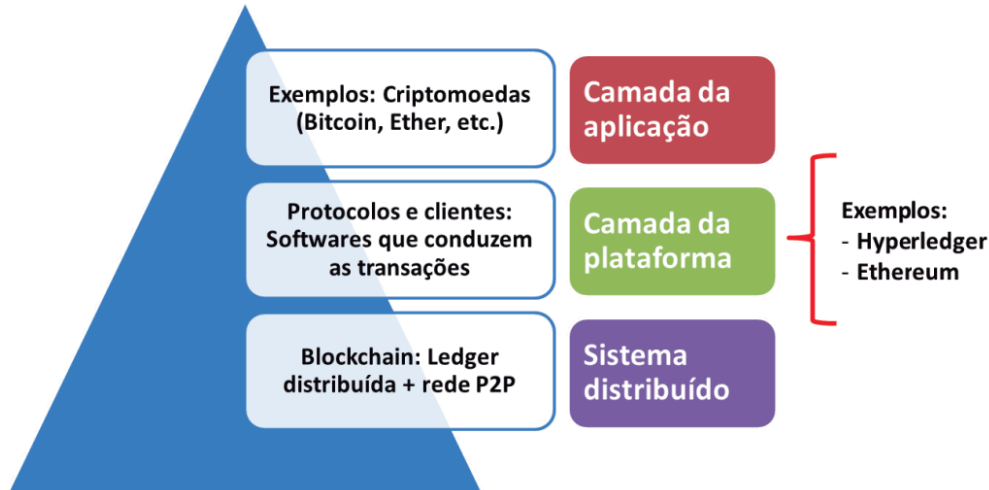 Exemplos: Criptomoedas
(Bitcoin, Ether, etc.)
Camada da
aplicação
Protocolos e clientes:
Softwares que conduzem
as transações
Camada da
plataforma
Exemplos:
- Hyperledger
- Ethereum
Blockchain: Ledger
distribuída + rede P2P
Sistema
distribuído